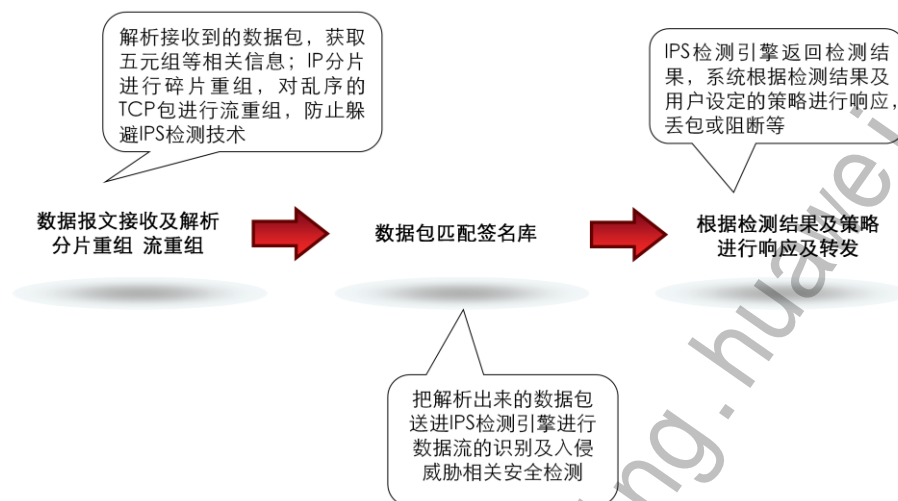 解析接收到的数据包，获取
五元组等相关信息；IP分片
进行碎片重组，对乱序的
TCP包进行流重组，防止躲
避IPS检测技术
IPS检测引擎返回检测结
果，系统根据检测结果及
用户设定的策略进行响应，
丢包或阻断等
数据报文接收及解析
分片重组 流重组
数据包匹配签名库
根据检测结果及策略
进行响应及转发
把解析出来的数据包
送进IPS检测引擎进行
数据流的识别及入侵
威胁相关安全检测
ing.huawei